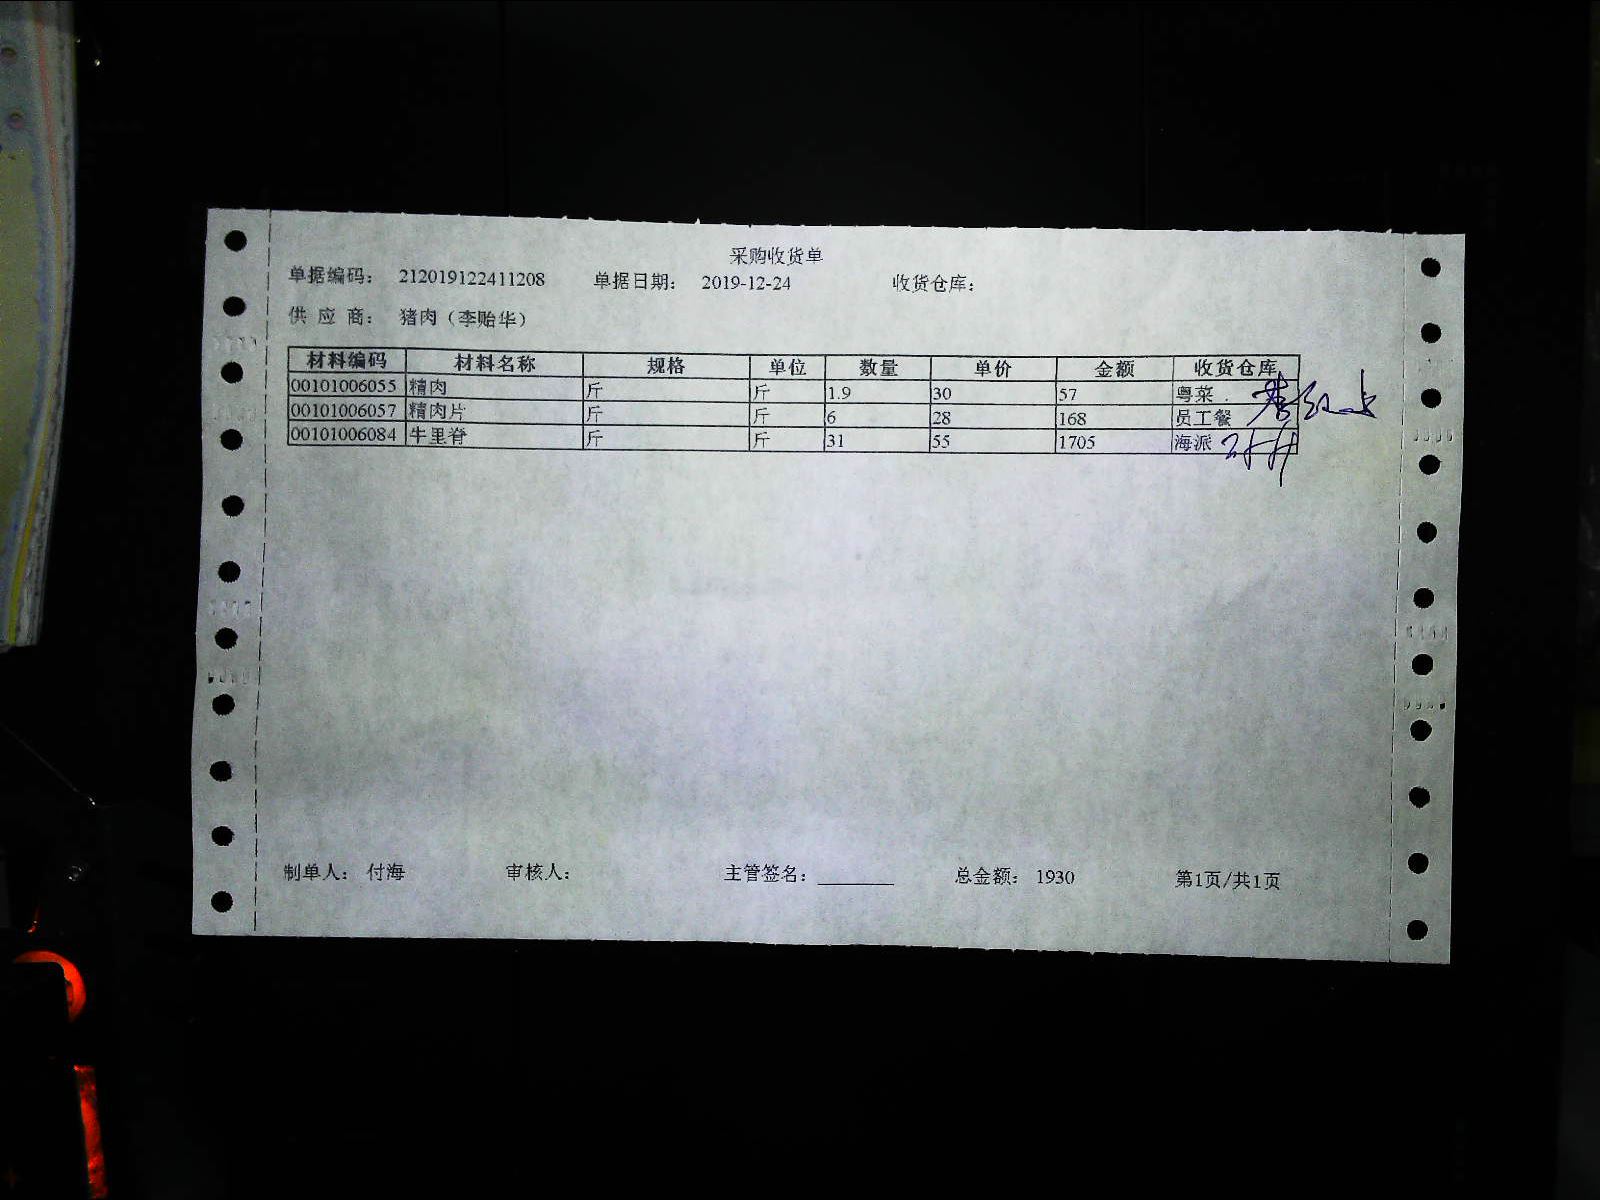 采购收货单
单据编码： 212019122411208 单据日期： 2019-12-24 收货仓库：
供 应 商： 猪肉（李贻华）
材料编码 材料名称 规格 单位 数量 单价 金额 收货仓库
00101006055 精肉 斤 斤 1.9 30 57 粤菜
00101006057 精肉片 斤 斤 6 28 168 员工餐
00101006084 牛里脊 斤 斤 31 55 1705 海派
制单人： 付海 审核人： 主管签名：________ 总金额： 1930 第1页/共1页